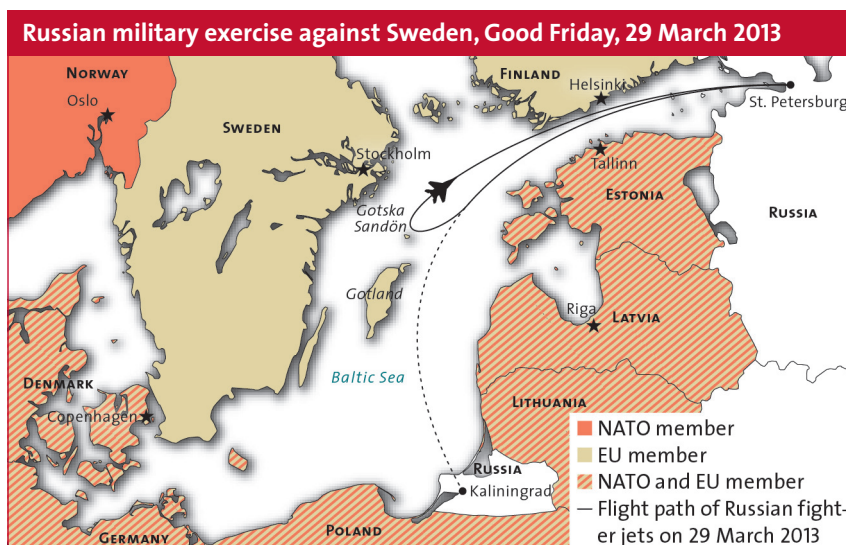 Russian military exercise against Sweden, Good Friday, 29 March 2013
NORWAY
FINLAND
Helsinki
Oslo
St. Petersburg
SWEDEN
Stockholm
Tallinn
Gotska
Sandön
ESTONIA
RUSSIA
Gotland
Riga
LATVIA
Baltic Sea
DENMARK
Copenhagen
LITHUANIA
NATO member
EU member
RUSSIA
NATO and EU member
Kaliningrad
Flight path of Russian fight-
er jets on 29 March 2013
POLAND
GERMANY